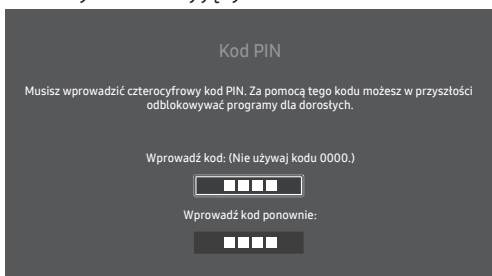 Kod PIN
Musisz wprowadzić czterocyfrowy kod PIN. Za pomocą tego kodu możesz w przyszłości
odblokowywać programy dla dorosłych.
Wprowadź kod: (Nie używaj kodu 0000.)
Wprowadź kod ponownie: